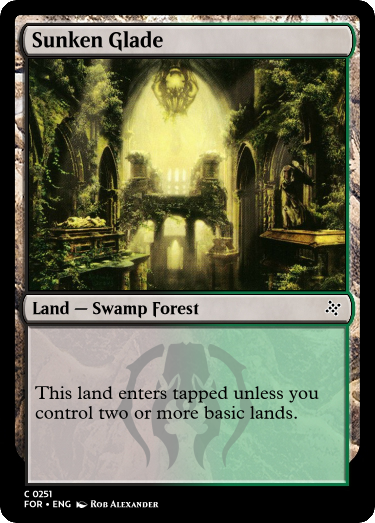 Sunken Glade
Land — Swamp Forest
This land enters tapped unless you
control two or more basic lands.
C 0251
FOR • ENG Rob Alexander